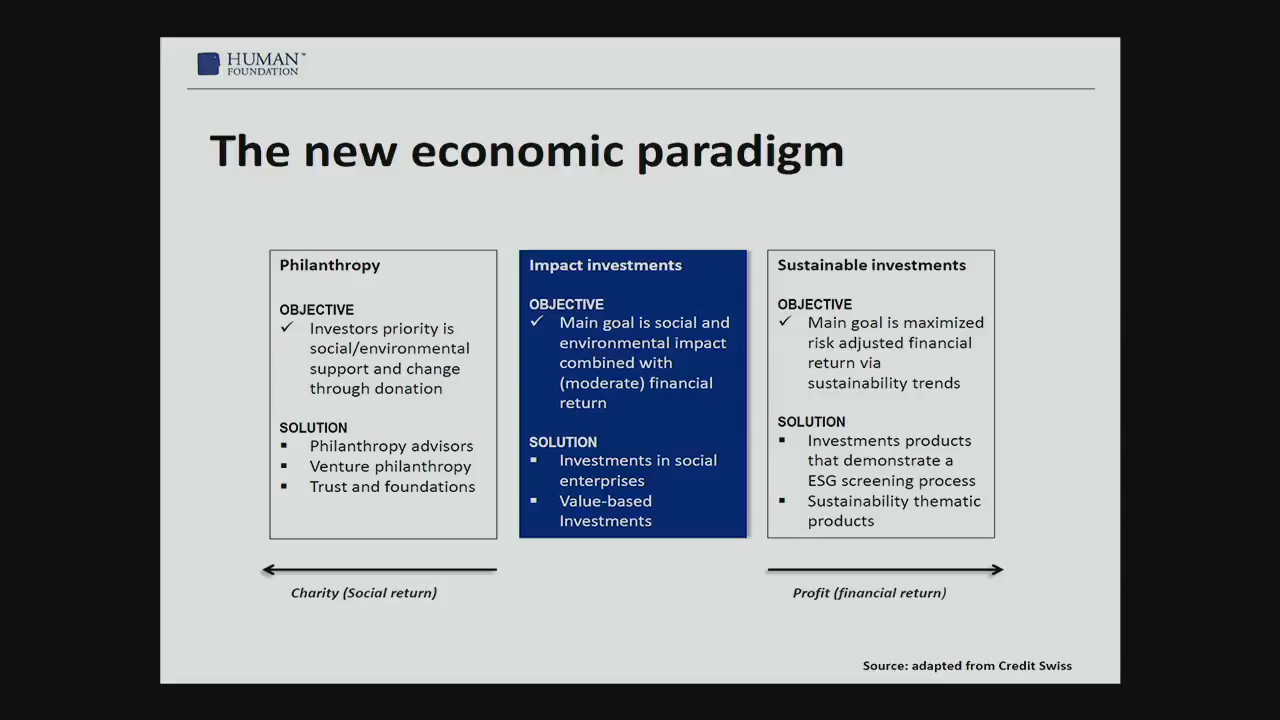 HUMAN™
FOUNDATION
The new economic paradigm
Philanthropy
OBJECTIVE
✓ Investors priority is
social/environmental
support and change
through donation
SOLUTION
▪ Philanthropy advisors
▪ Venture philanthropy
▪ Trust and foundations
Impact investments
OBJECTIVE
✓ Main goal is social and
environmental impact
combined with
(moderate) financial
return
SOLUTION
▪ Investments in social
enterprises
▪ Value-based
Investments
Sustainable investments
OBJECTIVE
✓ Main goal is maximized
risk adjusted financial
return via
sustainability trends
SOLUTION
▪ Investments products
that demonstrate a
ESG screening process
▪ Sustainability thematic
products
Charity (Social return)
Profit (financial return)
Source: adapted from Credit Swiss